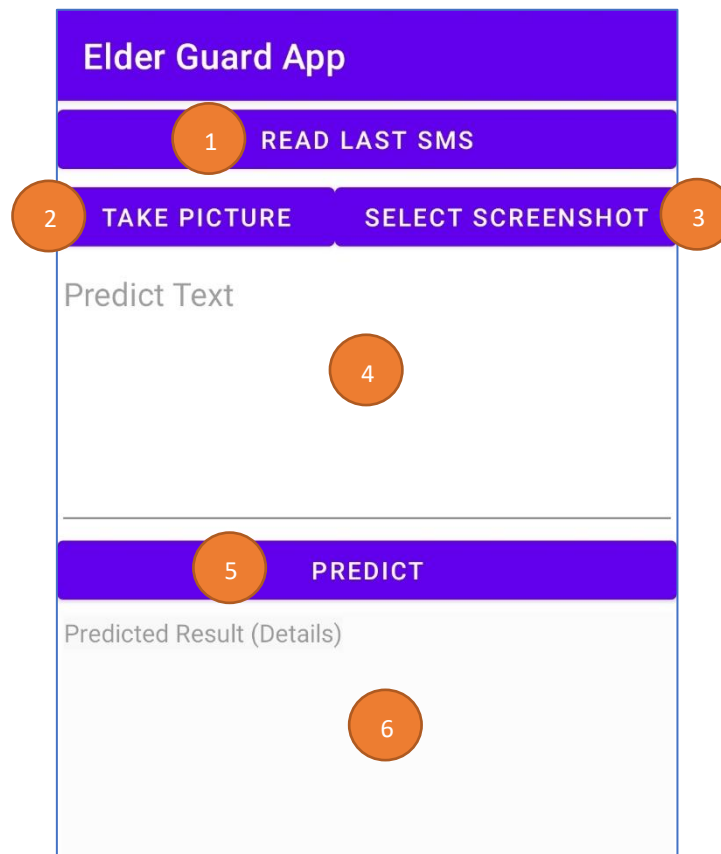 Elder Guard App
1 READ LAST SMS
2 TAKE PICTURE SELECT SCREENSHOT 3
Predict Text
4
5 PREDICT
Predicted Result (Details)
6